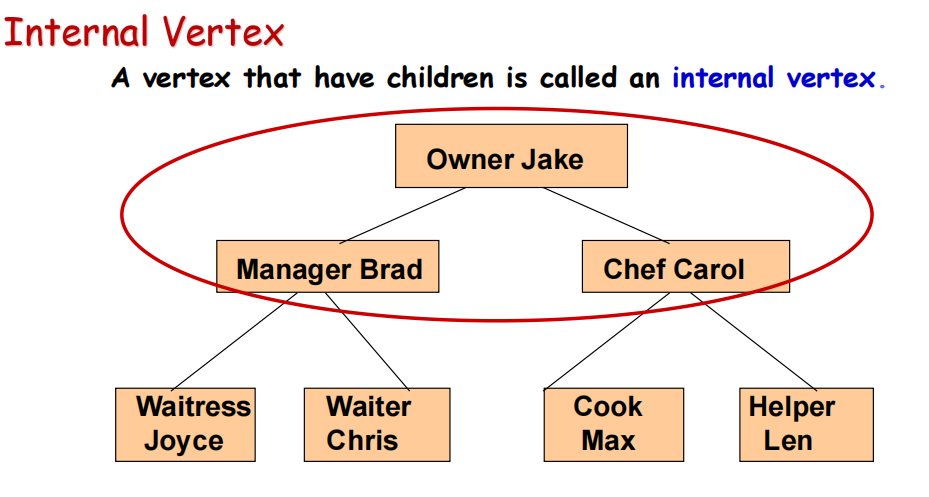 Internal Vertex
A vertex that have children is called an internal vertex.
Owner Jake
Manager Brad
Chef Carol
Waitress
Joyce
Waiter
Chris
Cook
Max
Helper
Len